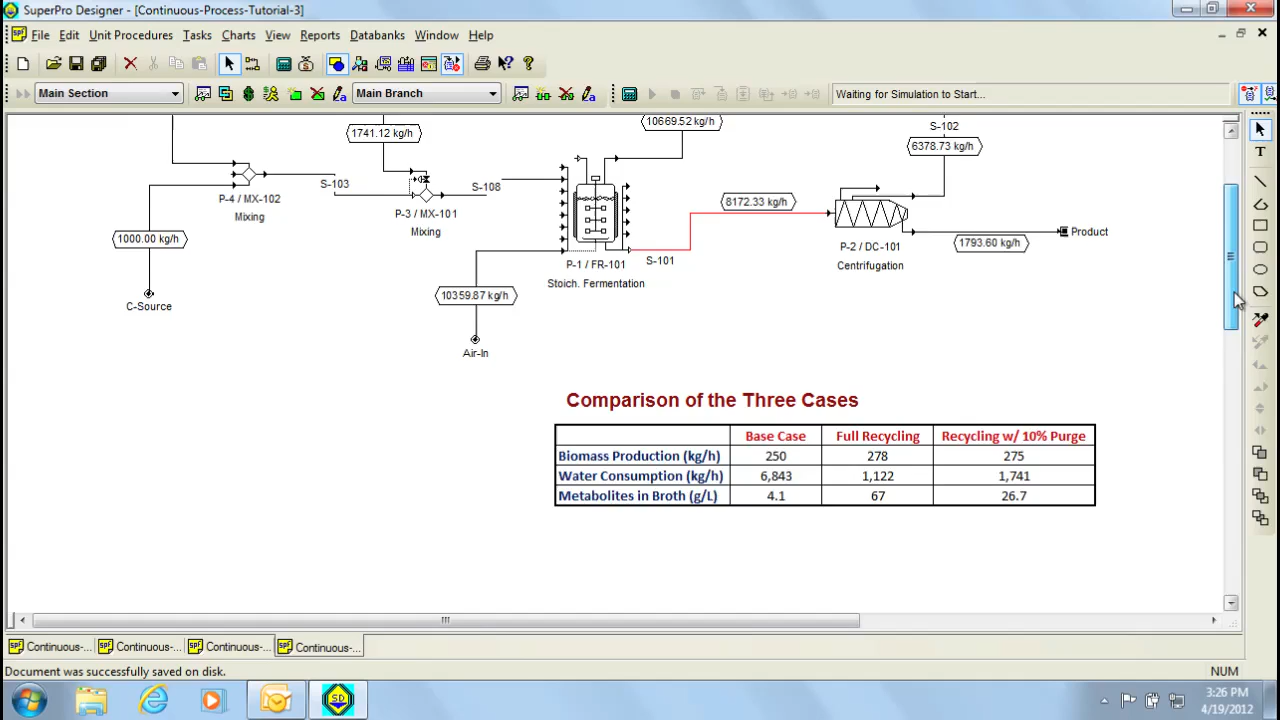 SuperPro Designer - [Continuous-Process-Tutorial-3]
File Edit Unit Procedures Tasks Charts View Reports Parameters Databanks Window Help
Main Section
Main Branch
Waiting for Simulation to Start...
1741.12 kg/h
10669.52 kg/h
S-102
6378.73 kg/h
S-103
S-108
P-4 / MX-102
Mixing
P-3 / MX-101
Mixing
8172.33 kg/h
1000.00 kg/h
P-1 / FR-101
Stoich. Fermentation
S-101
P-2 / DC-101
Centrifugation
Product
1793.60 kg/h
10359.87 kg/h
C-Source
Air-In
Comparison of the Three Cases
Base Case Full Recycling Recycling w/ 10% Purge
Biomass Production (kg/h) 250 278 275
Water Consumption (kg/h) 6,843 1,122 1,741
Metabolites in Broth (g/L) 4.1 67 26.7
Continuous-... Continuous-... Continuous-... Continuous-...
Document was successfully saved on disk.
NUM
3:26 PM
4/19/2012